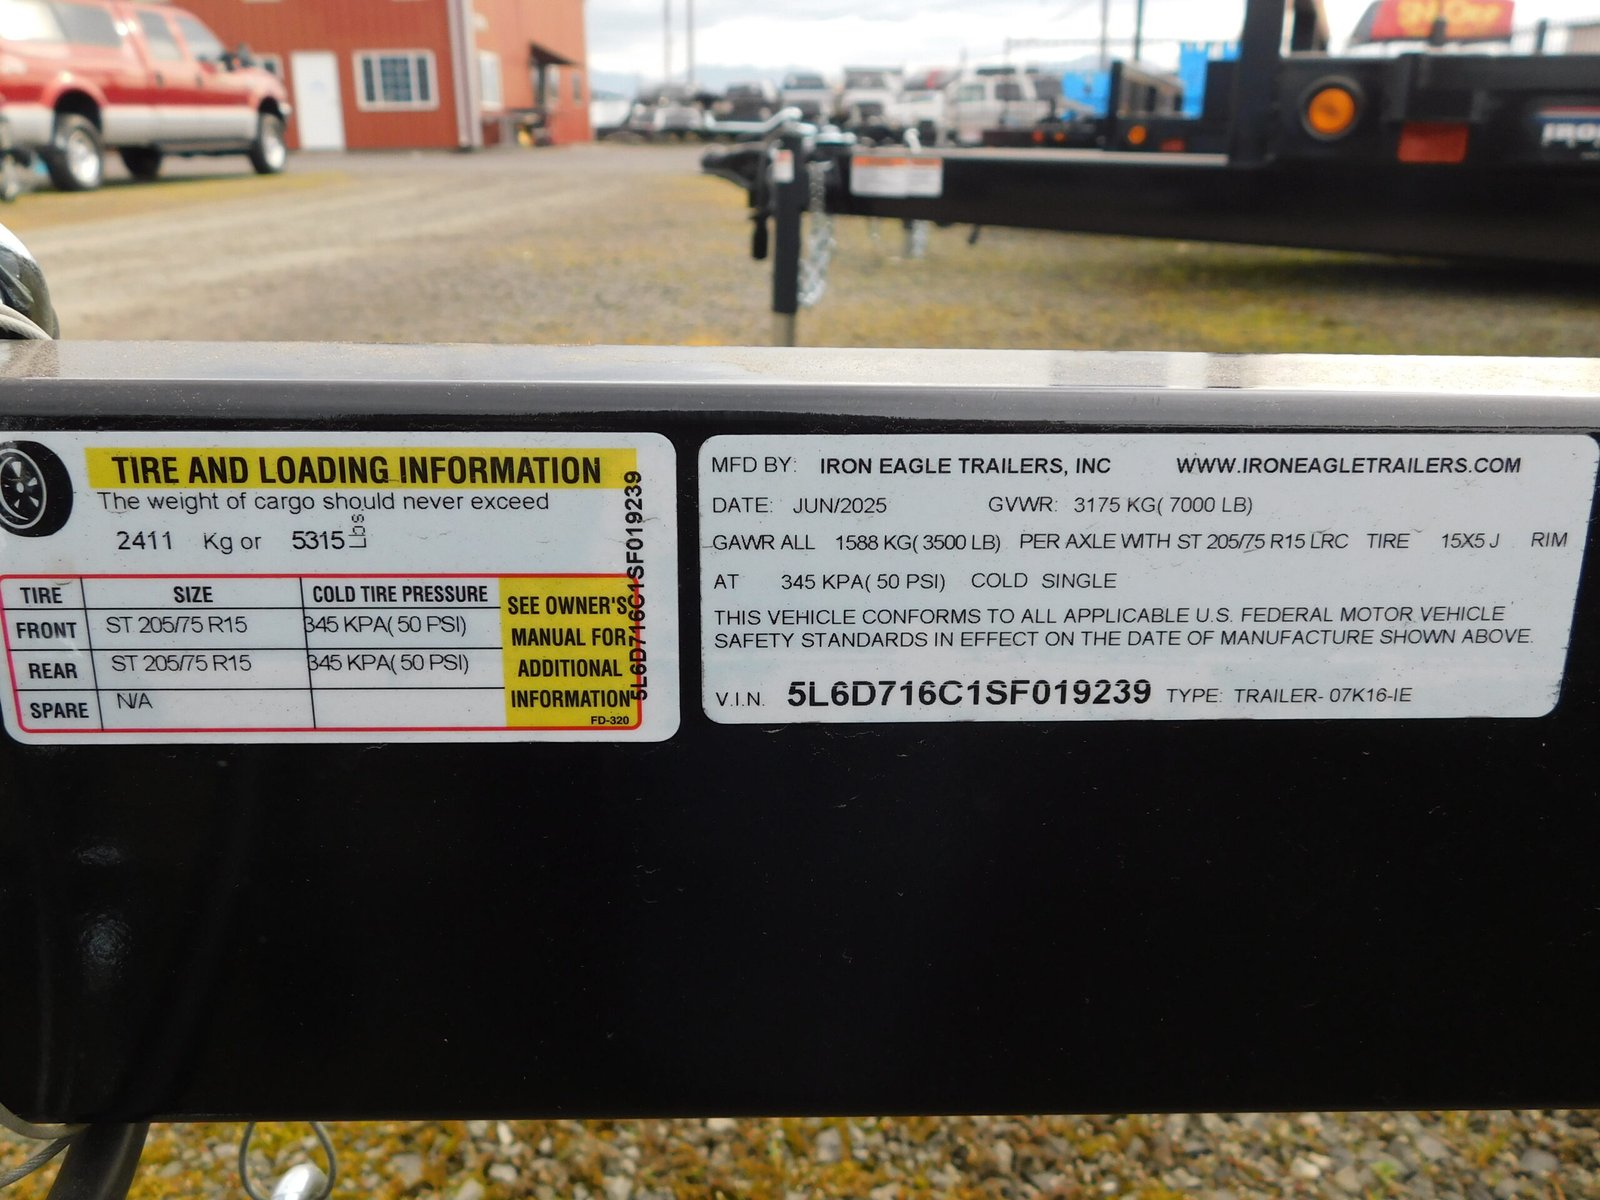 TIRE AND LOADING INFORMATION
The weight of cargo should never exceed
2411 Kg or 5315 Lbs.
TIRE SIZE COLD TIRE PRESSURE
FRONT ST 205/75 R15 345 KPA( 50 PSI)
REAR ST 205/75 R15 345 KPA( 50 PSI)
SPARE N/A
SEE OWNER'S
MANUAL FOR
ADDITIONAL
INFORMATION
FD-320
5L6D716C1SF019239
MFD BY: IRON EAGLE TRAILERS, INC WWW.IRONEAGLETRAILERS.COM
DATE: JUN/2025 GVWR: 3175 KG( 7000 LB)
GAWR ALL 1588 KG( 3500 LB) PER AXLE WITH ST 205/75 R15 LRC TIRE 15X5 J RIM
AT 345 KPA( 50 PSI) COLD SINGLE
THIS VEHICLE CONFORMS TO ALL APPLICABLE U.S. FEDERAL MOTOR VEHICLE
SAFETY STANDARDS IN EFFECT ON THE DATE OF MANUFACTURE SHOWN ABOVE.
V.I.N. 5L6D716C1SF019239 TYPE: TRAILER- 07K16-IE